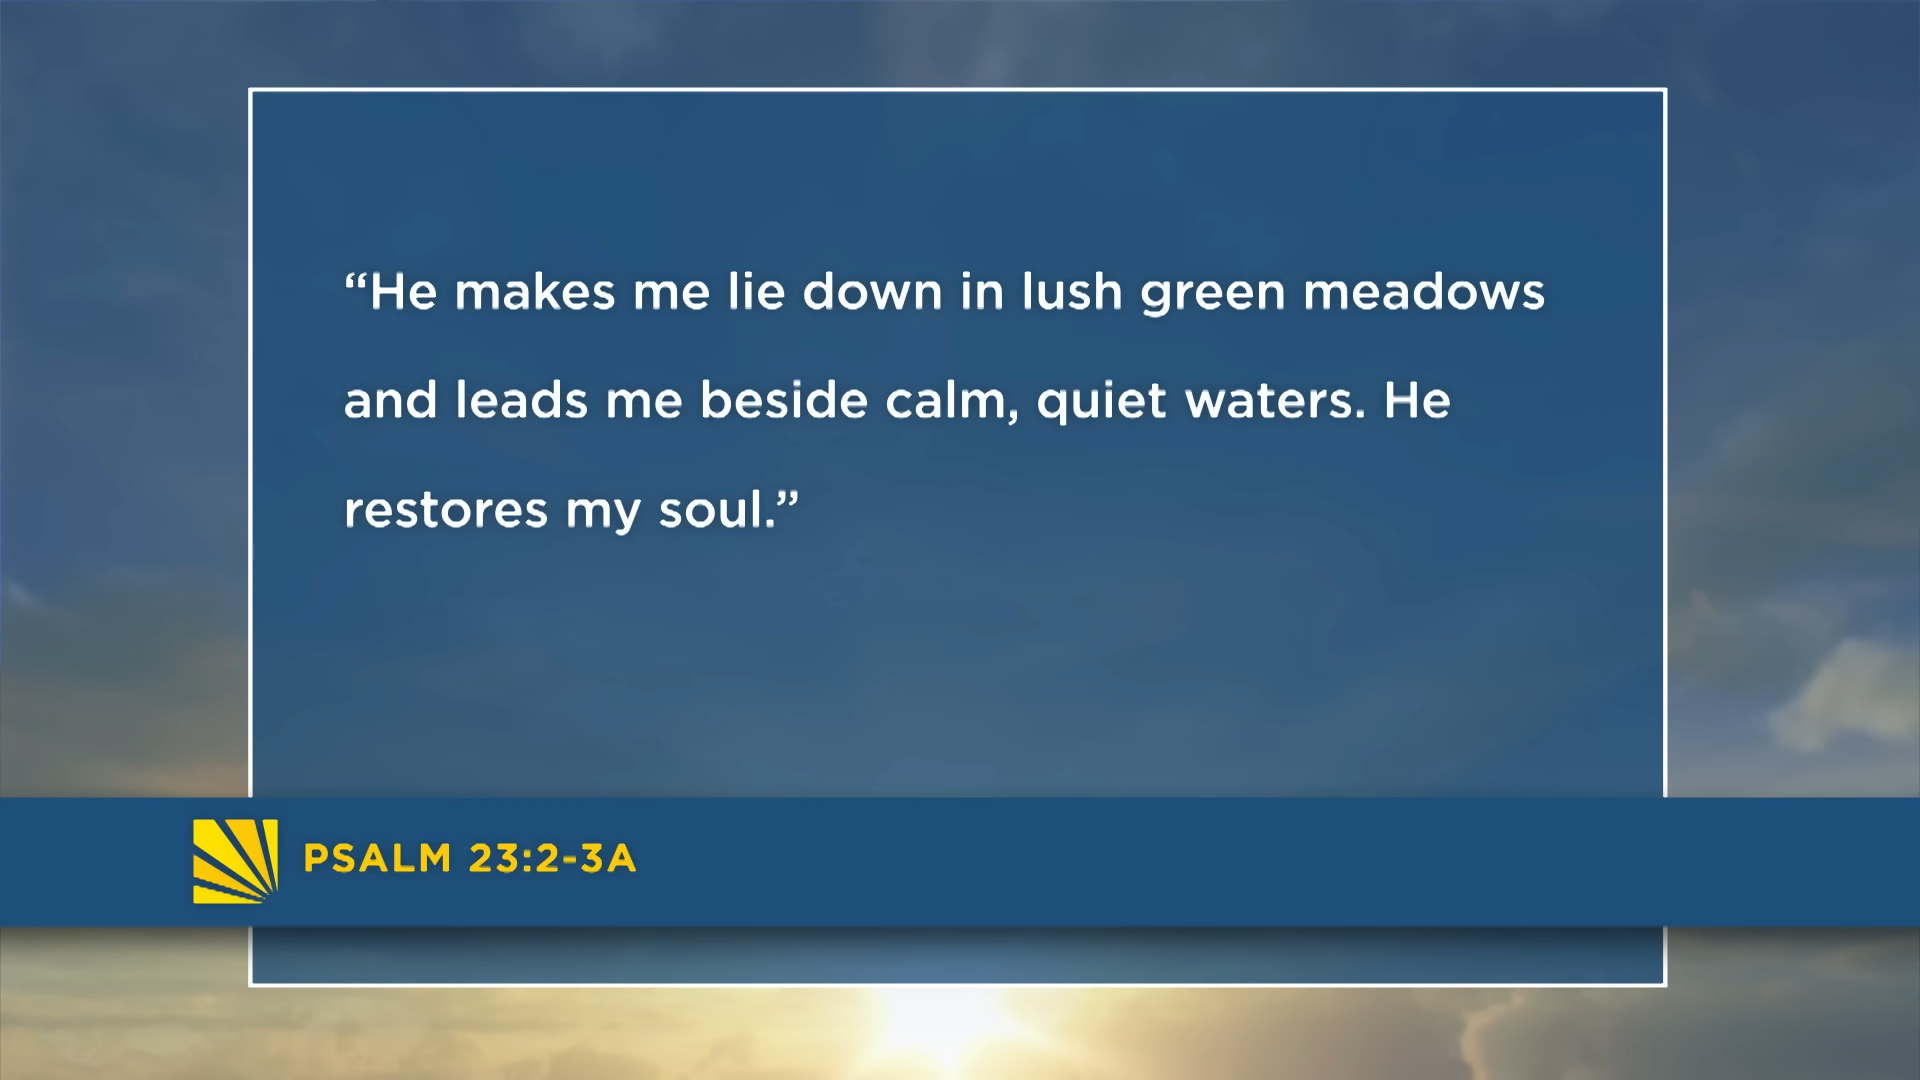 “He makes me lie down in lush green meadows
and leads me beside calm, quiet waters. He
restores my soul.”
PSALM 23:2-3A